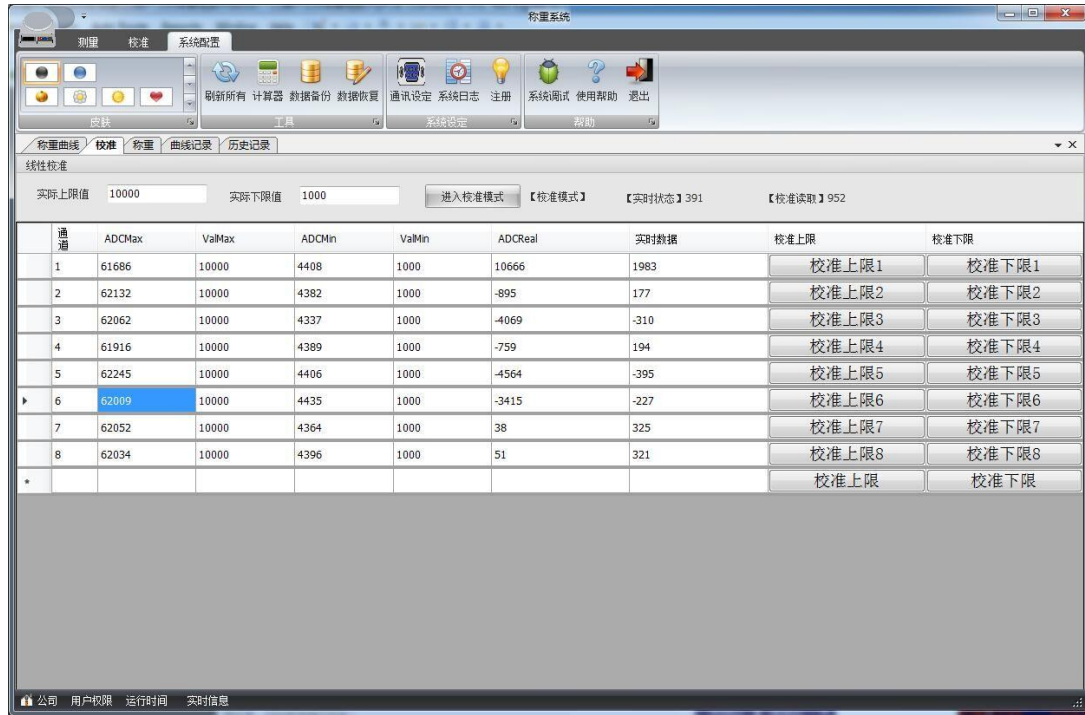 称重系统
测量 校准 系统配置
刷新所有 计算器 数据备份 数据恢复 通讯设定 系统日志 注册 系统调试 使用帮助 退出
皮肤 工具 系统设定 帮助
称重曲线 校准 称重 曲线记录 历史记录
线性校准
实际上限值 10000 实际下限值 1000 进入校准模式 【校准模式】 【实时状态】391 【校准读取】952
通道 ADCMax ValMax ADCMin ValMin ADCReal 实时数据 校准上限 校准下限
1 61686 10000 4408 1000 10666 1983 校准上限1 校准下限1
2 62132 10000 4382 1000 -895 177 校准上限2 校准下限2
3 62062 10000 4337 1000 -4069 -310 校准上限3 校准下限3
4 61916 10000 4389 1000 -759 194 校准上限4 校准下限4
5 62245 10000 4406 1000 -4564 -395 校准上限5 校准下限5
6 62009 10000 4435 1000 -3415 -227 校准上限6 校准下限6
7 62052 10000 4364 1000 38 325 校准上限7 校准下限7
8 62034 10000 4396 1000 51 321 校准上限8 校准下限8
* 校准上限 校准下限
公司 用户权限 运行时间 实时信息